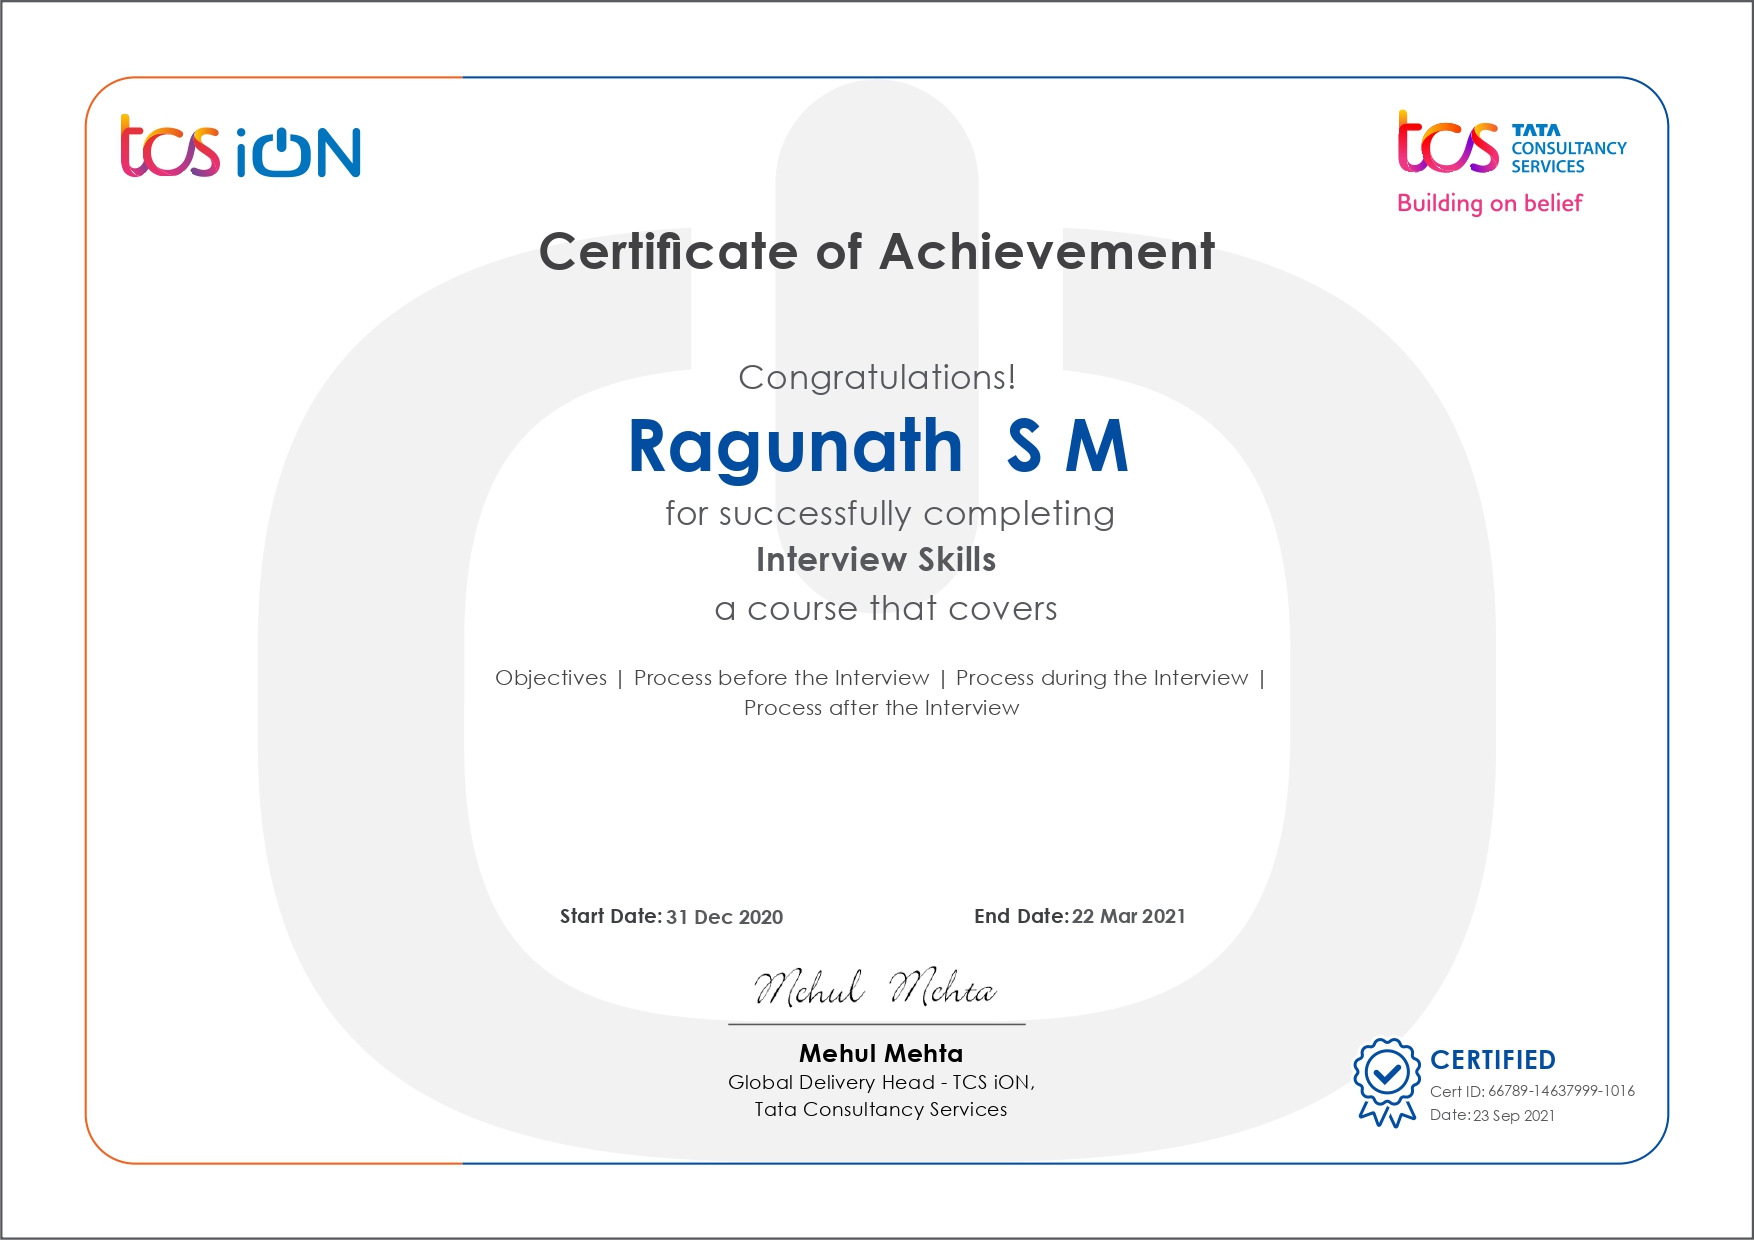 tcs iON
tcs TATA
CONSULTANCY
SERVICES
Building on belief
Certificate of Achievement
Congratulations!
Ragunath S M
for successfully completing
Interview Skills
a course that covers
Objectives | Process before the Interview | Process during the Interview |
Process after the Interview
Start Date: 31 Dec 2020 End Date: 22 Mar 2021
Mehul Mehta
Mehul Mehta
Global Delivery Head - TCS iON,
Tata Consultancy Services
CERTIFIED
Cert ID: 66789-14637999-1016
Date: 23 Sep 2021